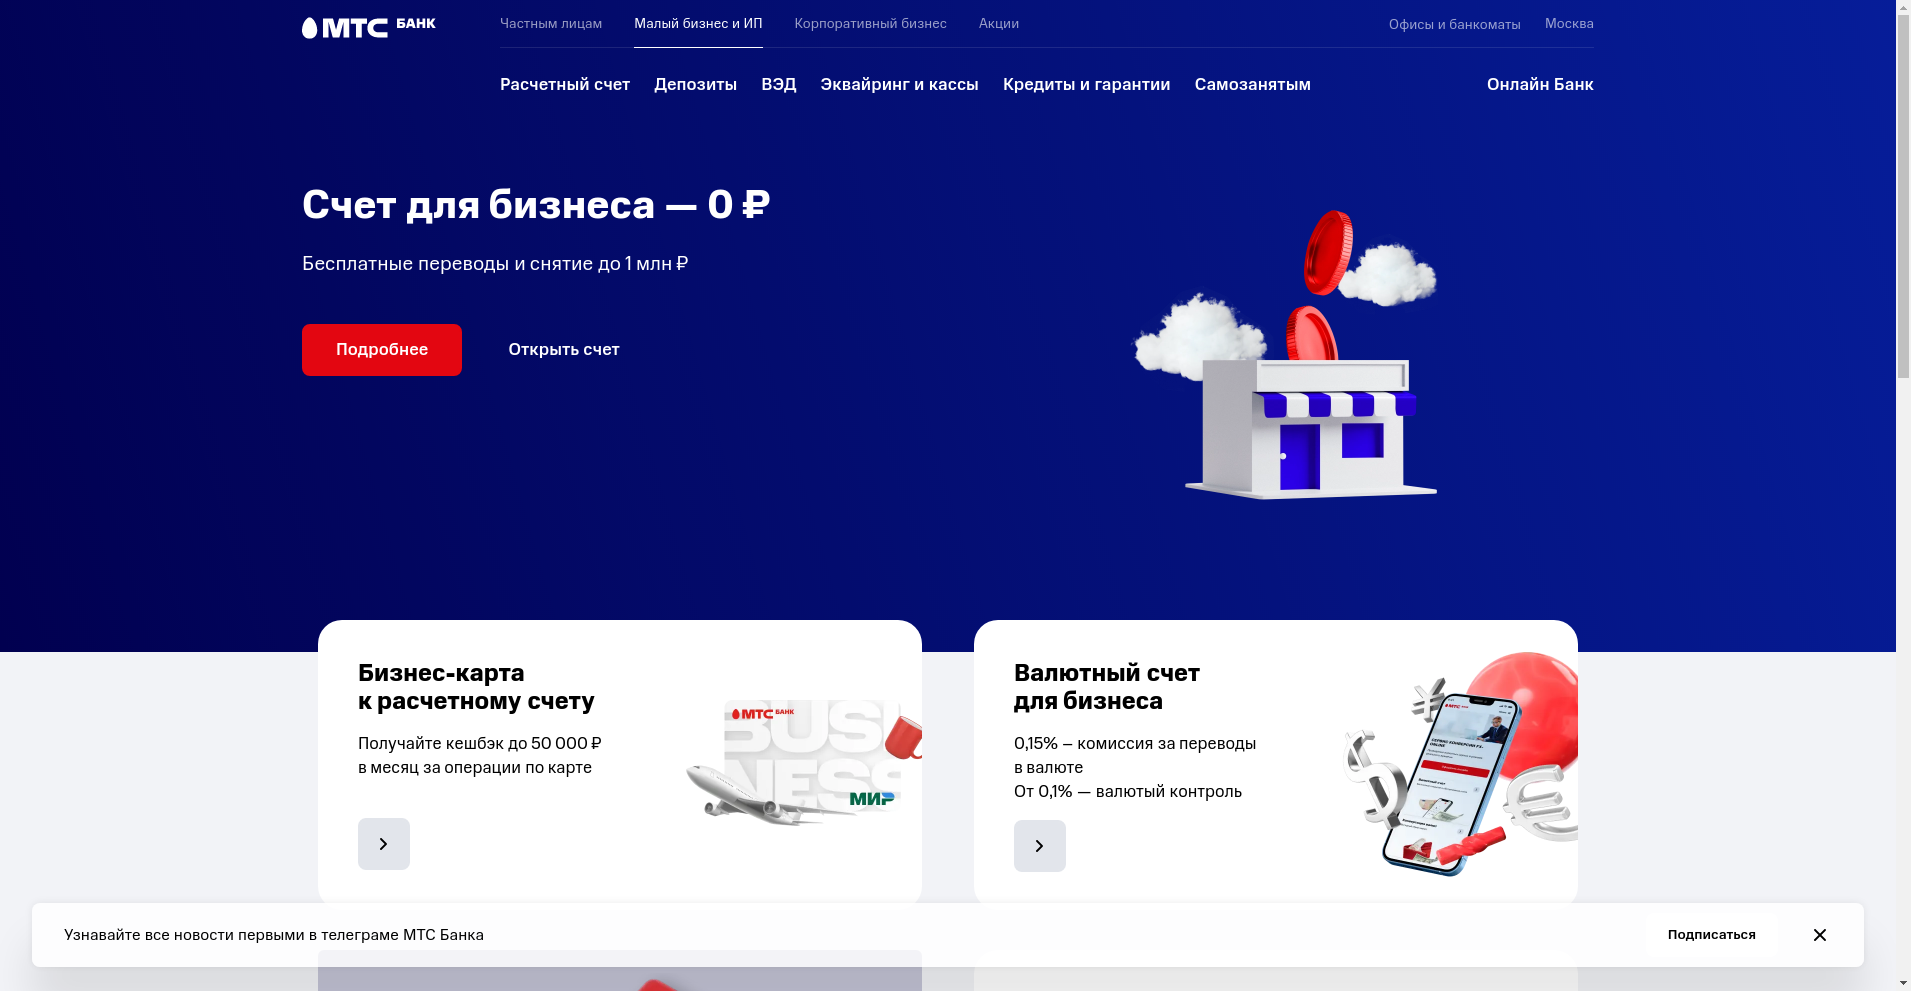 МТС БАНК
Частным лицам
Малый бизнес и ИП
Корпоративный бизнес
Акции
Офисы и банкоматы
Москва
Расчетный счет
Депозиты
ВЭД
Эквайринг и кассы
Кредиты и гарантии
Самозанятым
Онлайн Банк
Счет для бизнеса — 0 ₽
Бесплатные переводы и снятие до 1 млн ₽
Подробнее
Открыть счет
Бизнес-карта
к расчетному счету
Получайте кешбэк до 50 000 ₽
в месяц за операции по карте
МТС БАНК
BUSI
NESS
МИР
Валютный счет
для бизнеса
0,15% – комиссия за переводы
в валюте
От 0,1% — валютый контроль
МТС
Узнавайте все новости первыми в телеграме МТС Банка
Подписаться